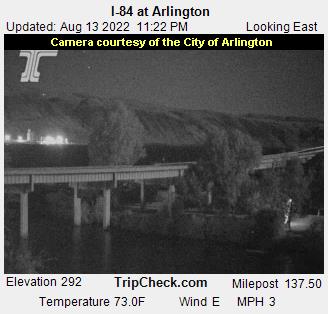 I-84 at Arlington
Updated: Aug 13 2022 11:22 PM Looking East
Camera courtesy of the City of Arlington
Elevation 292 TripCheck.com Milepost 137.50
Temperature 73.0F Wind E MPH 3